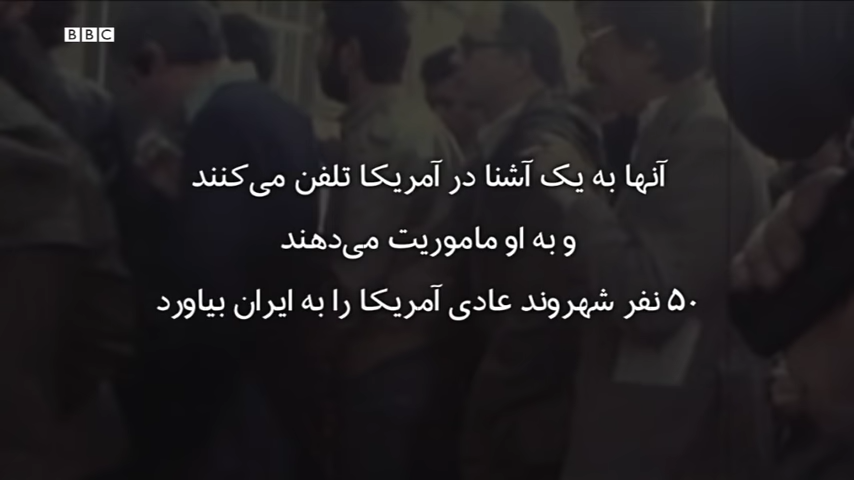 BBC
آنها به یک آشنا در آمریکا تلفن می‌کنند
و به او ماموریت می‌دهند
۵۰ نفر شهروند عادی آمریکا را به ایران بیاورد